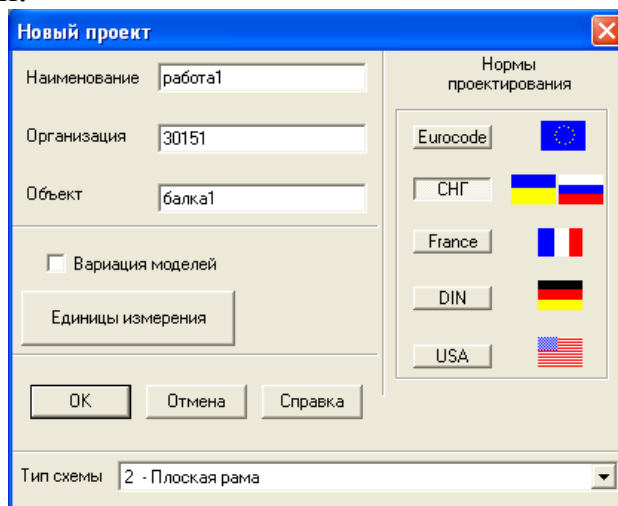 Новый проект
Наименование работа1
Организация 30151
Объект балка1
Вариация моделей
Единицы измерения
ОК Отмена Справка
Нормы
проектирования
Eurocode
СНГ
France
DIN
USA
Тип схемы 2 - Плоская рама